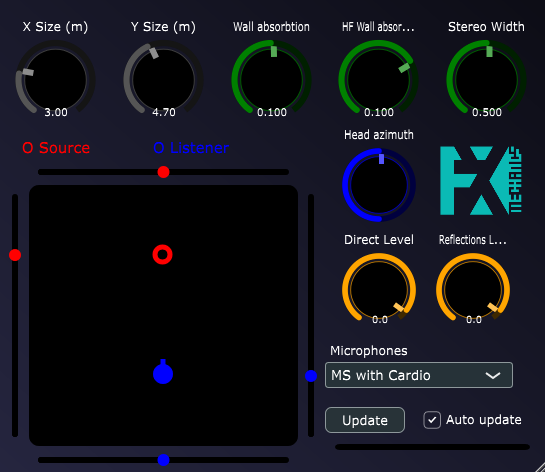 X Size (m) Y Size (m) Wall absorbtion HF Wall absor... Stereo Width
3.00 4.70 0.100 0.100 0.500
O Source O Listener Head azimuth
FX
MECHANICS
Direct Level Reflections L...
0.0 0.0
Microphones
MS with Cardio
Update Auto update